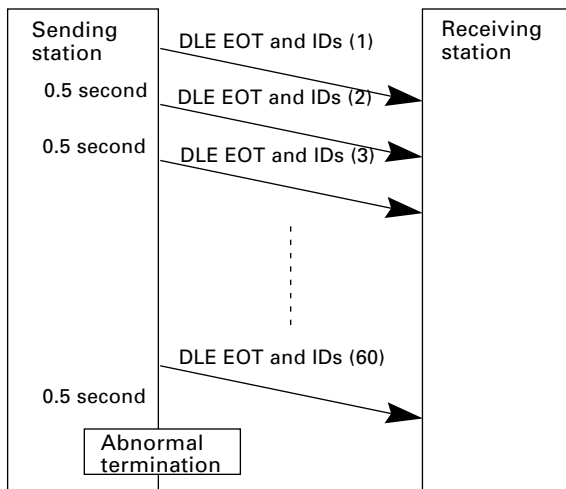 Sending
station
Receiving
station
DLE EOT and IDs (1)
0.5 second
DLE EOT and IDs (2)
0.5 second
DLE EOT and IDs (3)
DLE EOT and IDs (60)
0.5 second
Abnormal
termination